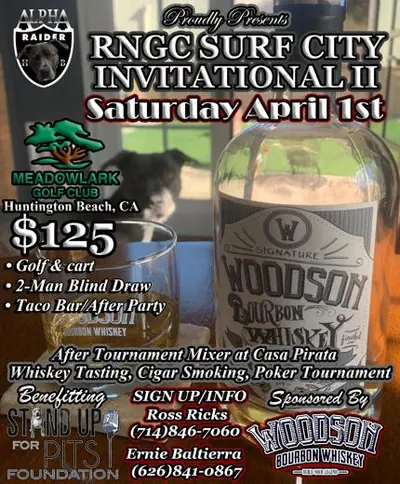 ALPHA
RAIDER
H B
Proudly Presents
RNGC SURF CITY
INVITATIONAL II
Saturday April 1st
MEADOWLARK
GOLF CLUB
Huntington Beach, CA
$125
• Golf & cart
• 2-Man Blind Draw
• Taco Bar/After Party
W
SIGNATURE
WOODSON
BOURBON
WHISKEY
WOODSON
BOURBON WHISKEY
After Tournament Mixer at Casa Pirata
Whiskey Tasting, Cigar Smoking, Poker Tournament
Benefitting
STAND UP
FOR
PITS
FOUNDATION
SIGN UP/INFO
Ross Ricks
(714)846-7060
Ernie Baltierra
(626)841-0867
Sponsored By
WOODSON
BOURBON WHISKEY